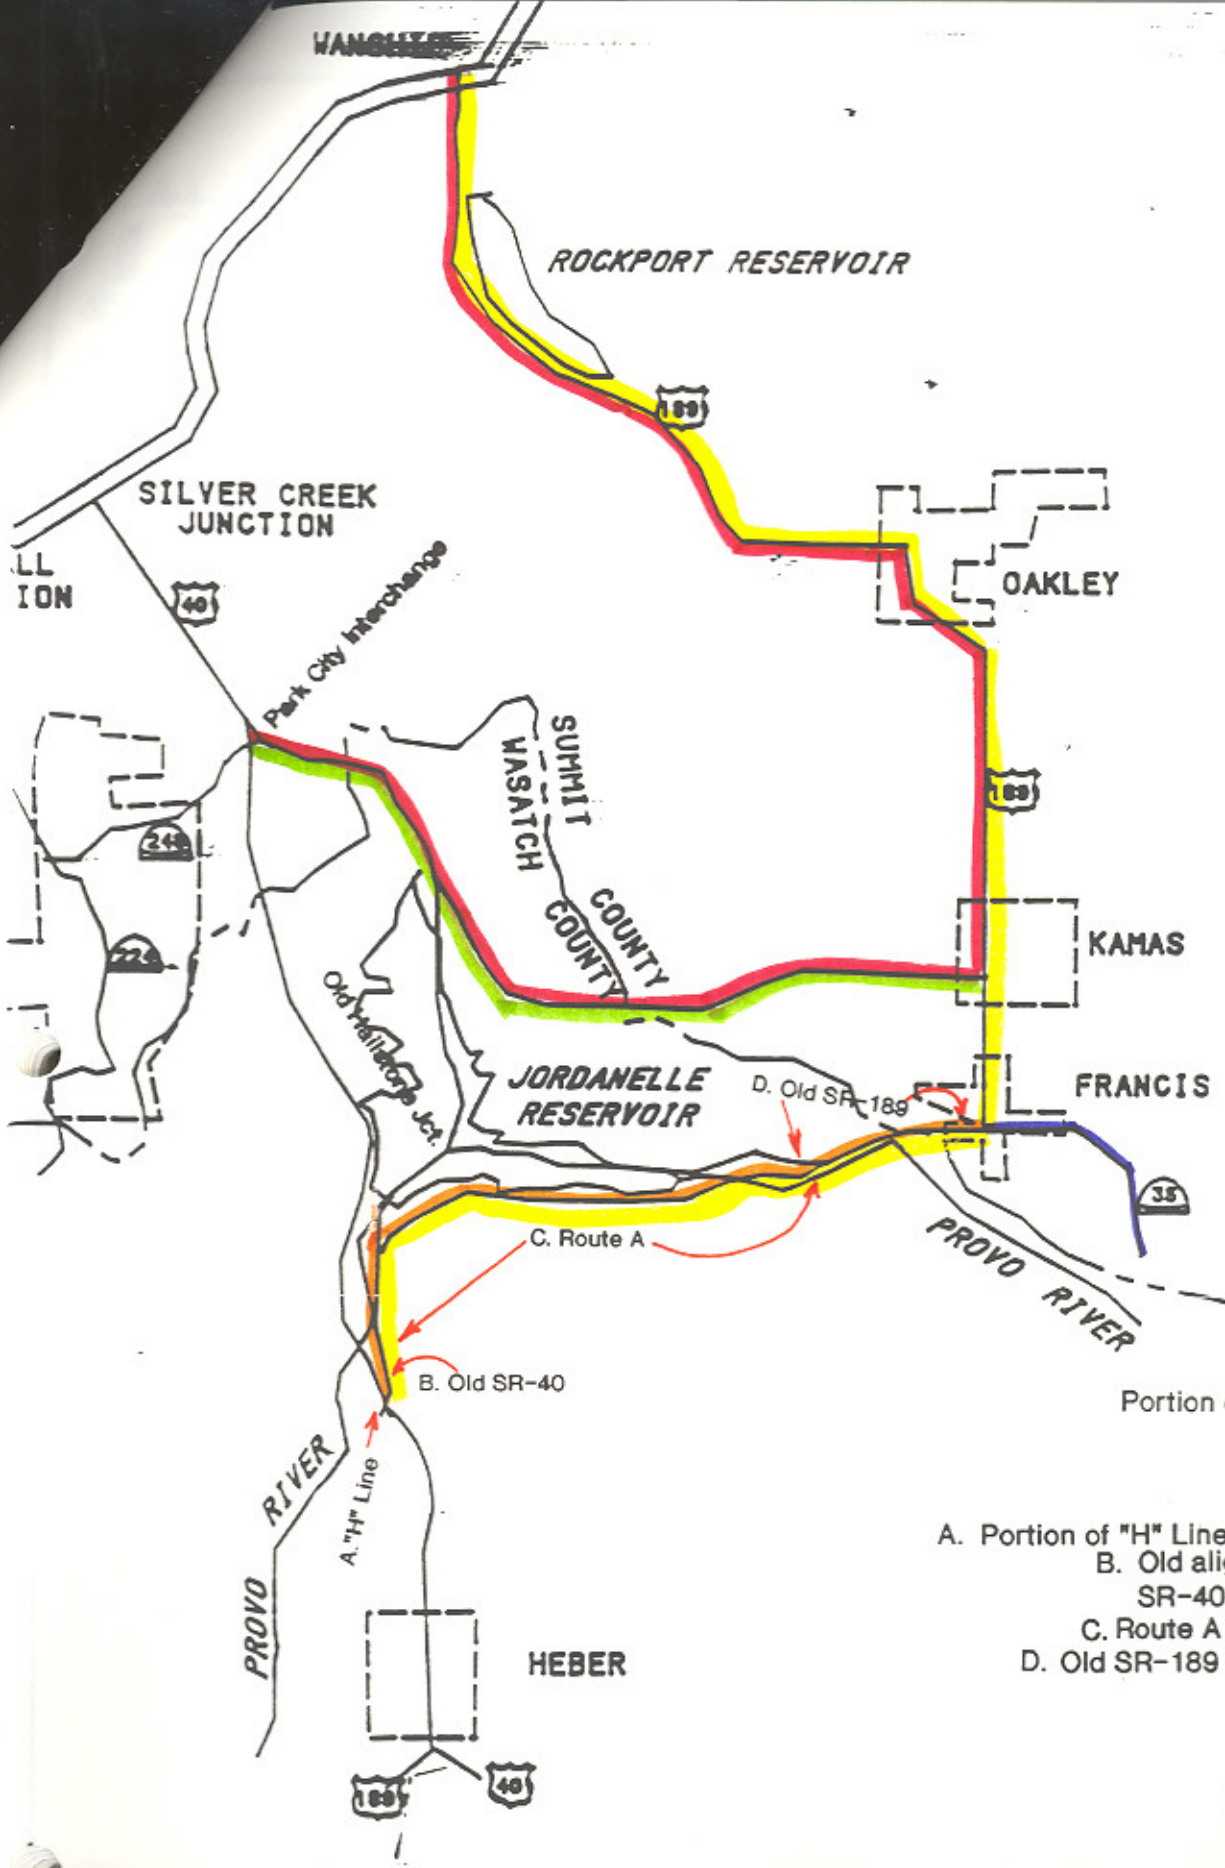 ROCKPORT RESERVOIR
189
SILVER CREEK
JUNCTION
LL
ION
40
Park City Interchange
OAKLEY
SUMMIT
WASATCH
COUNTY
COUNTY
189
248
224
KAMAS
Old Hailstone Jct.
JORDANELLE
RESERVOIR
D. Old SR-189
FRANCIS
35
C. Route A
PROVO RIVER
B. Old SR-40
Portion
RIVER
PROVO
A. "H" Line
A. Portion of "H" Line
B. Old ali
SR-40
C. Route A
D. Old SR-189
HEBER
189
40